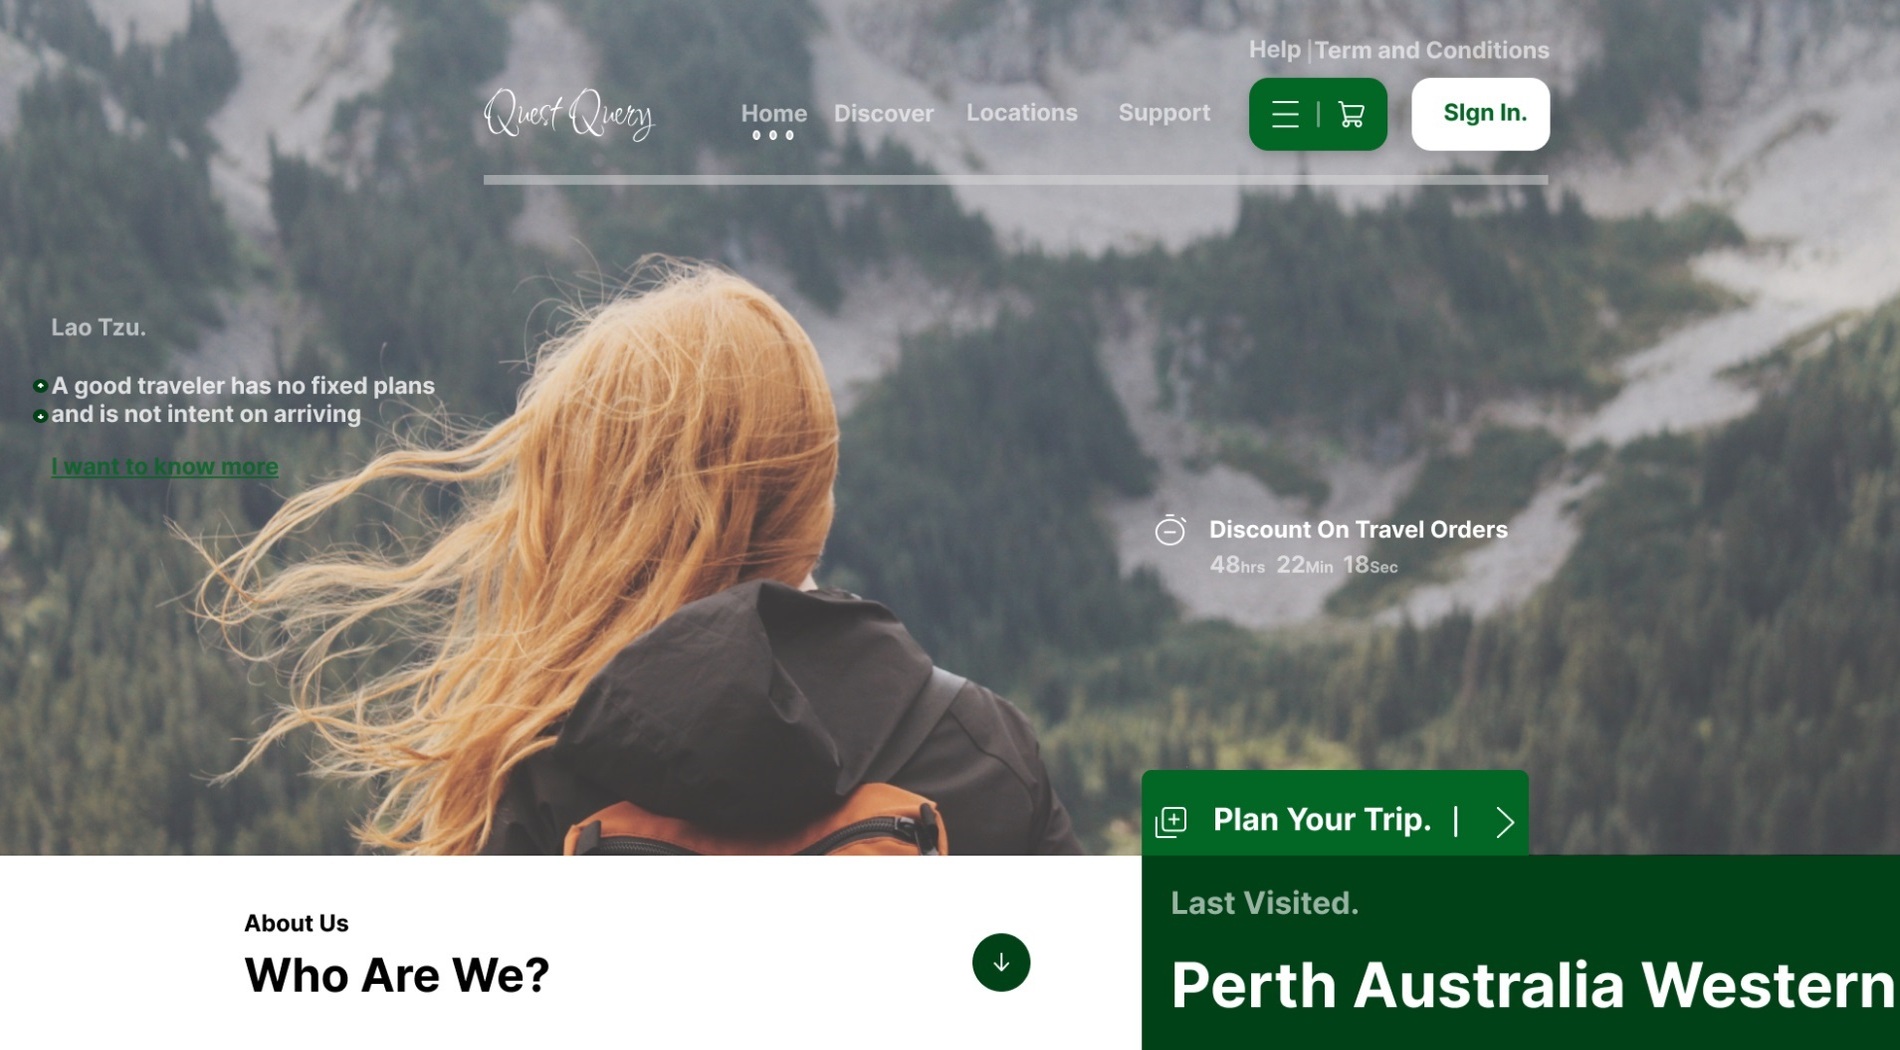 Help | Term and Conditions
Quest Query
Home
Discover
Locations
Support
SIgn In.
Lao Tzu.
A good traveler has no fixed plans
and is not intent on arriving
I want to know more
Discount On Travel Orders
48hrs 22Min 18Sec
Plan Your Trip. |
Last Visited.
About Us
Who Are We?
Perth Australia Western